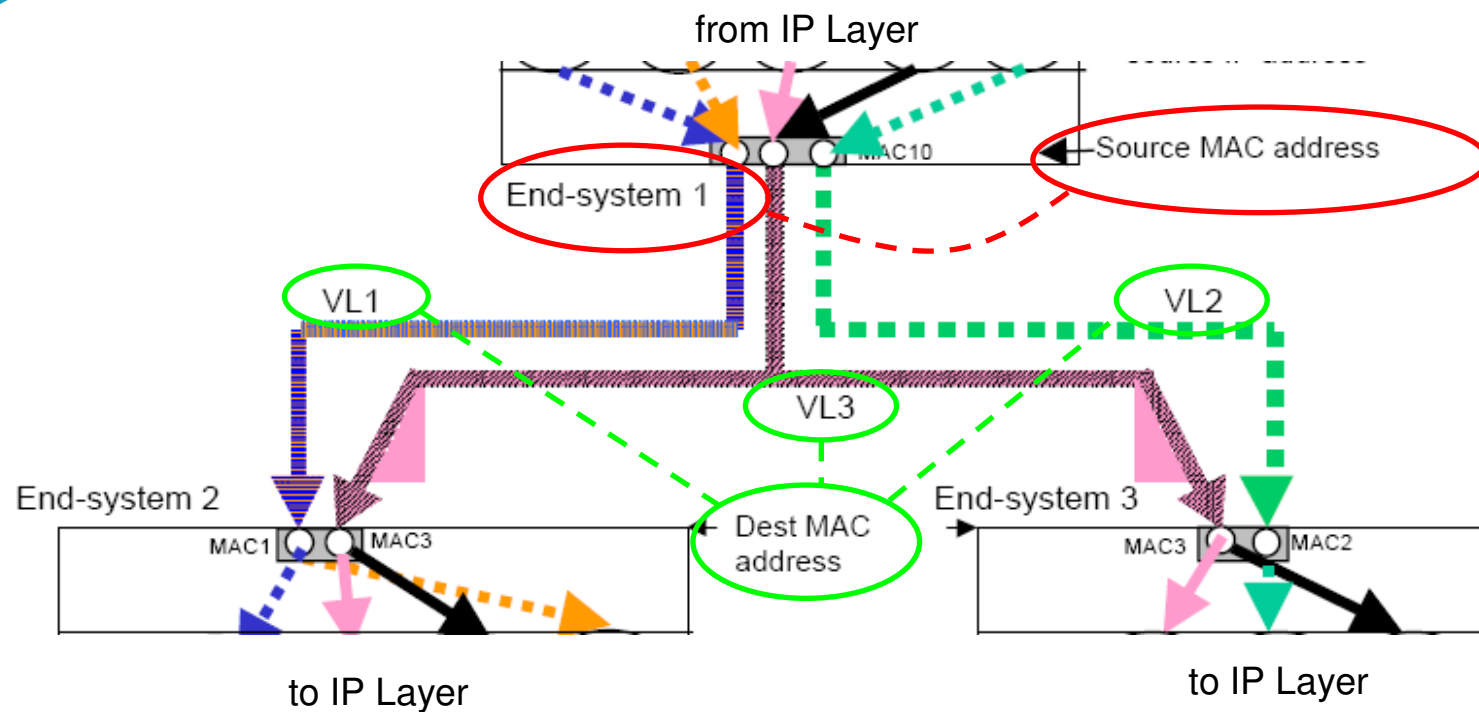 from IP Layer
MAC10
Source MAC address
End-system 1
VL1
VL2
VL3
End-system 2
End-system 3
Dest MAC
address
MAC1
MAC3
MAC3
MAC2
to IP Layer
to IP Layer